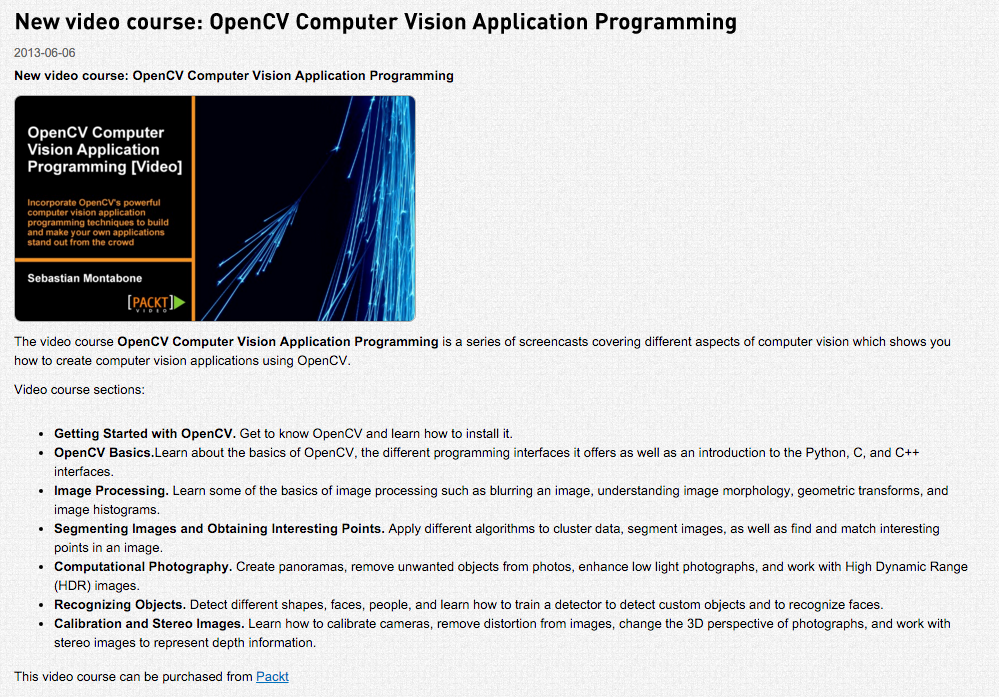 New video course: OpenCV Computer Vision Application Programming
2013-06-06
New video course: OpenCV Computer Vision Application Programming
OpenCV Computer
Vision Application
Programming [Video]
Incorporate OpenCV's powerful
computer vision application
programming techniques to build
and make your own applications
stand out from the crowd
Sebastian Montabone
[PACKT]
VIDEO
The video course OpenCV Computer Vision Application Programming is a series of screencasts covering different aspects of computer vision which shows you
how to create computer vision applications using OpenCV.
Video course sections:
• Getting Started with OpenCV. Get to know OpenCV and learn how to install it.
• OpenCV Basics.Learn about the basics of OpenCV, the different programming interfaces it offers as well as an introduction to the Python, C, and C++
interfaces.
• Image Processing. Learn some of the basics of image processing such as blurring an image, understanding image morphology, geometric transforms, and
image histograms.
• Segmenting Images and Obtaining Interesting Points. Apply different algorithms to cluster data, segment images, as well as find and match interesting
points in an image.
• Computational Photography. Create panoramas, remove unwanted objects from photos, enhance low light photographs, and work with High Dynamic Range
(HDR) images.
• Recognizing Objects. Detect different shapes, faces, people, and learn how to train a detector to detect custom objects and to recognize faces.
• Calibration and Stereo Images. Learn how to calibrate cameras, remove distortion from images, change the 3D perspective of photographs, and work with
stereo images to represent depth information.
This video course can be purchased from Packt